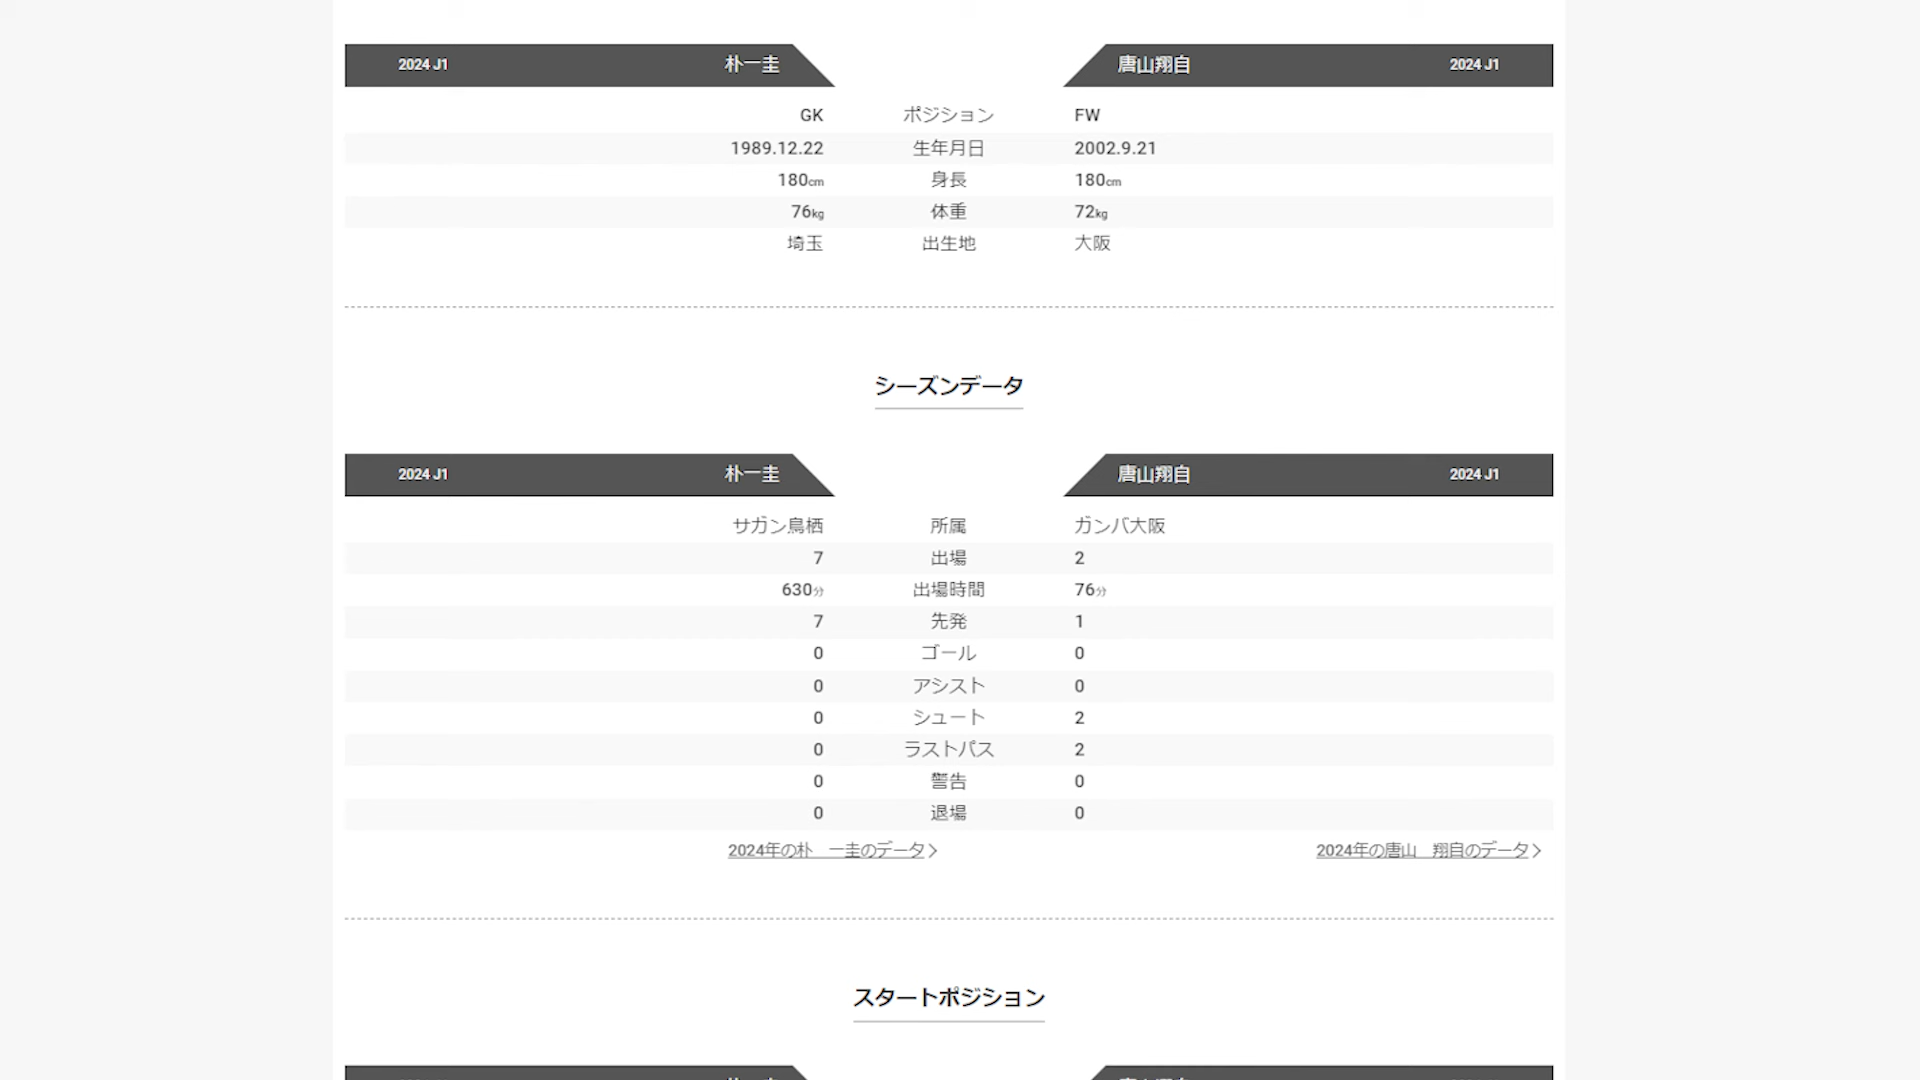 2024 J1 朴一圭 唐山翔自 2024 J1
GK ポジション FW
1989.12.22 生年月日 2002.9.21
180cm 身長 180cm
76kg 体重 72kg
埼玉 出生地 大阪
シーズンデータ
2024 J1 朴一圭 唐山翔自 2024 J1
サガン鳥栖 所属 ガンバ大阪
7 出場 2
630分 出場時間 76分
7 先発 1
0 ゴール 0
0 アシスト 0
0 シュート 2
0 ラストパス 2
0 警告 0
0 退場 0
2024年の朴　一圭のデータ 2024年の唐山　翔自のデータ
スタートポジション